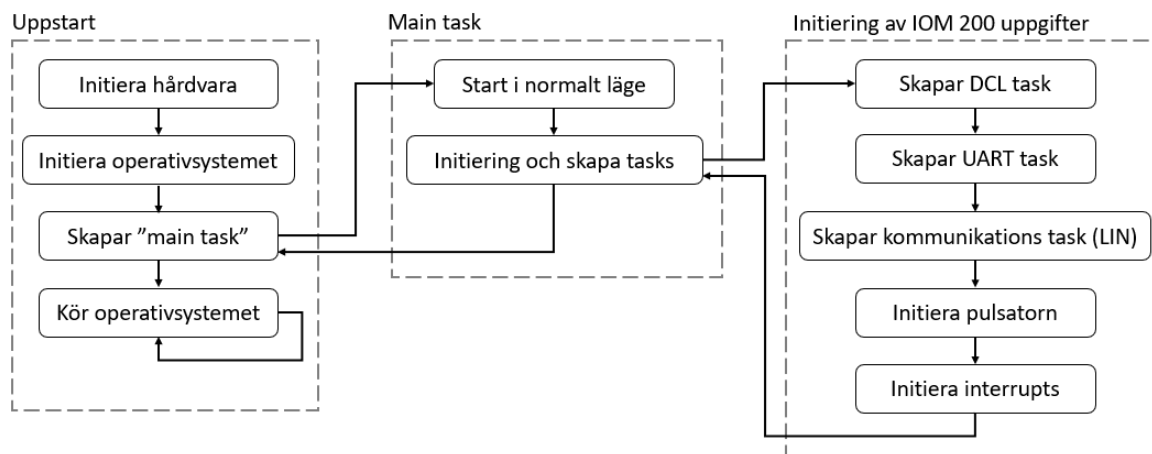 Uppstart
Initiera hårdvara
Initiera operativsystemet
Skapar ”main task”
Kör operativsystemet
Main task
Start i normalt läge
Initiering och skapa tasks
Initiering av IOM 200 uppgifter
Skapar DCL task
Skapar UART task
Skapar kommunikations task (LIN)
Initiera pulsatorn
Initiera interrupts